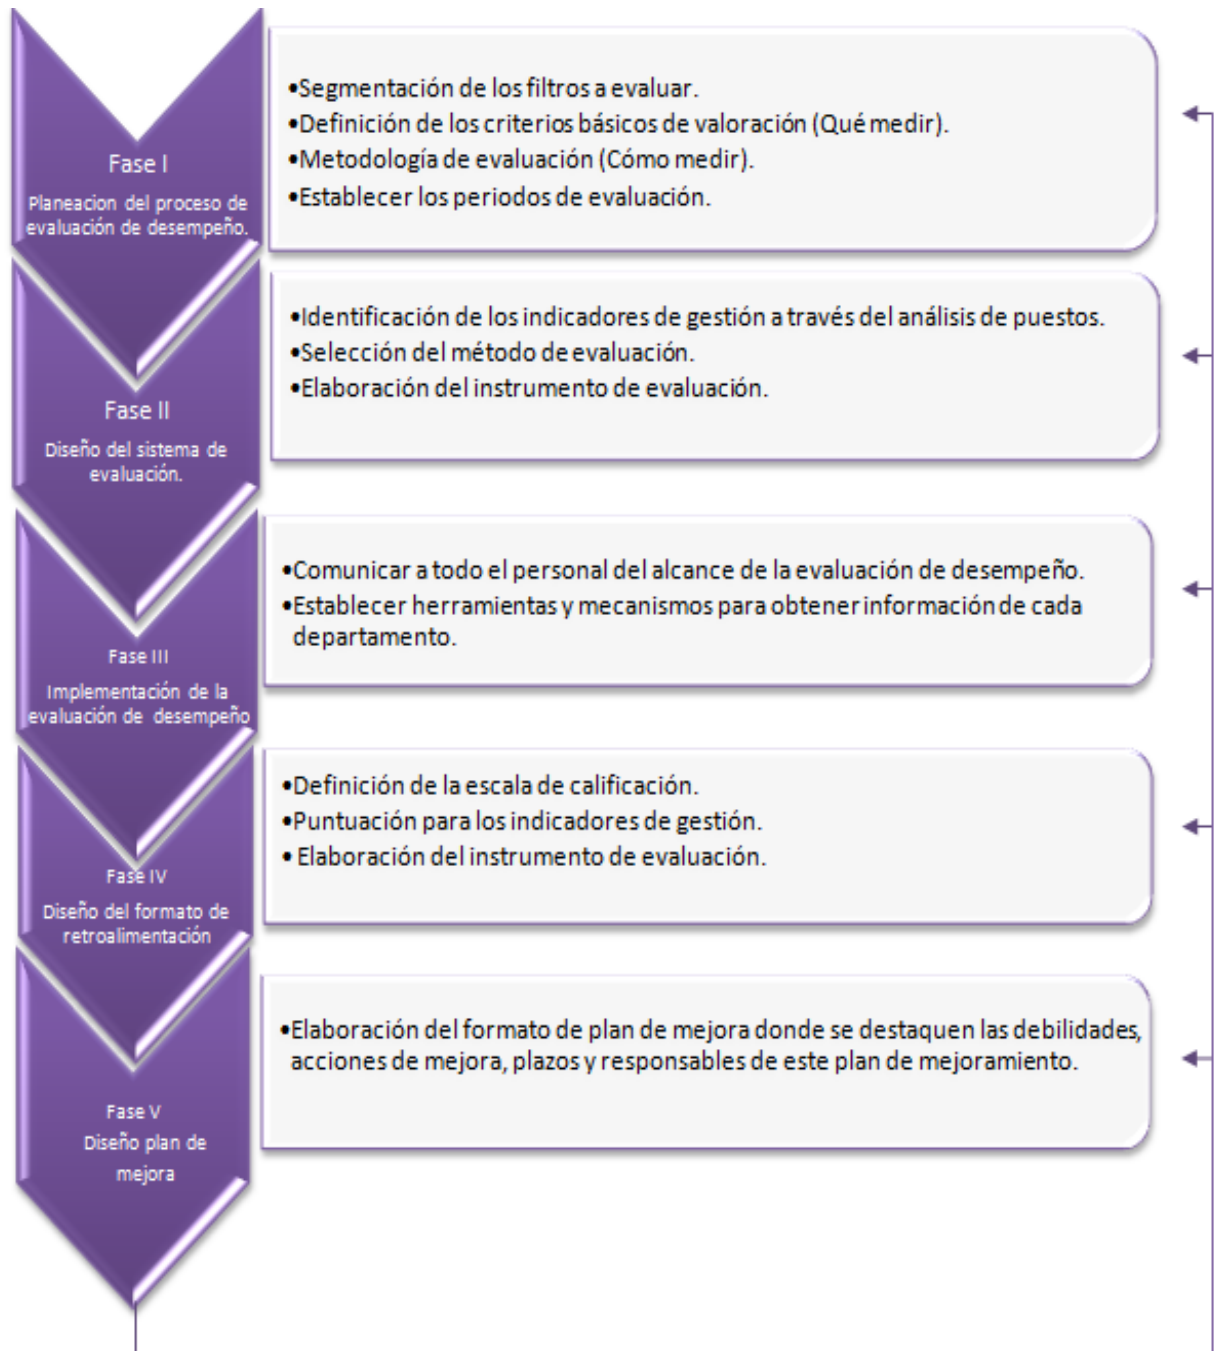 Fase I
Planeacion del proceso de
evaluación de desempeño.
•Segmentación de los filtros a evaluar.
•Definición de los criterios básicos de valoración (Qué medir).
•Metodología de evaluación (Cómo medir).
•Establecer los periodos de evaluación.
Fase II
Diseño del sistema de
evaluación.
•Identificación de los indicadores de gestión a través del análisis de puestos.
•Selección del método de evaluación.
•Elaboración del instrumento de evaluación.
Fase III
Implementación de la
evaluación de desempeño
•Comunicar a todo el personal del alcance de la evaluación de desempeño.
•Establecer herramientas y mecanismos para obtener información de cada
departamento.
Fase IV
Diseño del formato de
retroalimentación
•Definición de la escala de calificación.
•Puntuación para los indicadores de gestión.
• Elaboración del instrumento de evaluación.
Fase V
Diseño plan de
mejora
•Elaboración del formato de plan de mejora donde se destaquen las debilidades,
acciones de mejora, plazos y responsables de este plan de mejoramiento.